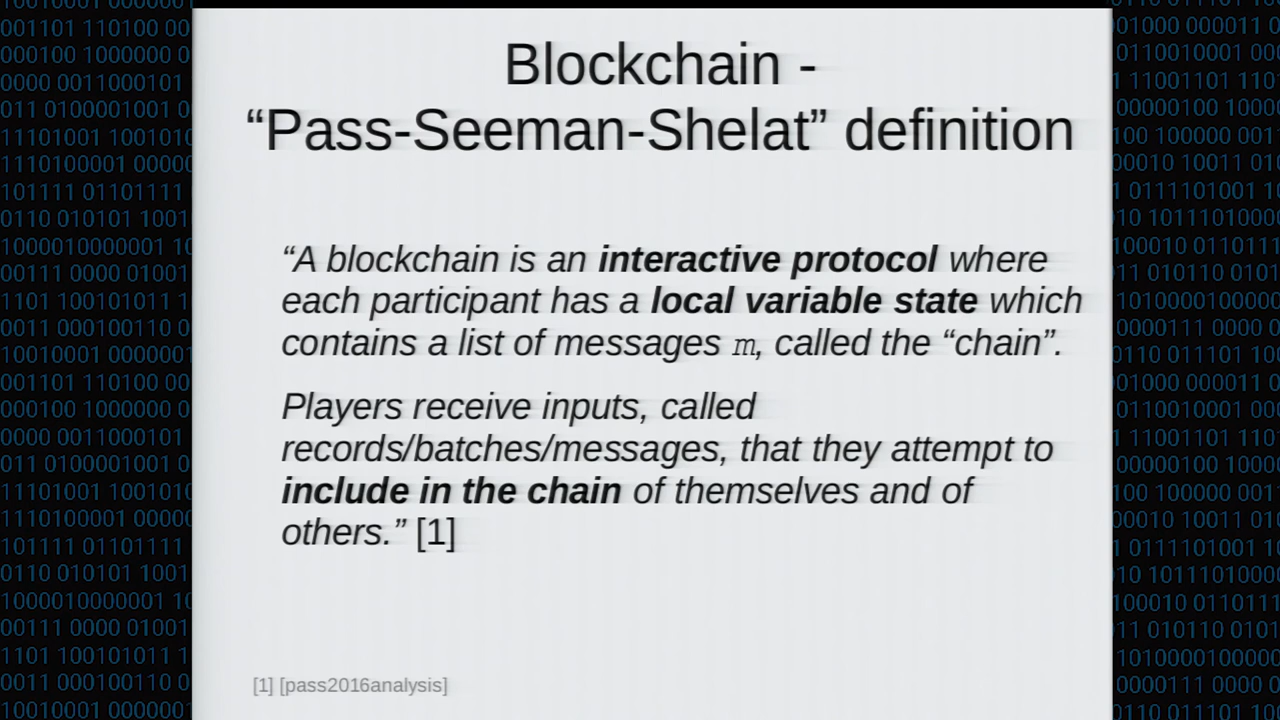 Blockchain -
“Pass-Seeman-Shelat” definition
“A blockchain is an interactive protocol where
each participant has a local variable state which
contains a list of messages m, called the “chain”.
Players receive inputs, called
records/batches/messages, that they attempt to
include in the chain of themselves and of
others.” [1]
[1] [pass2016analysis]